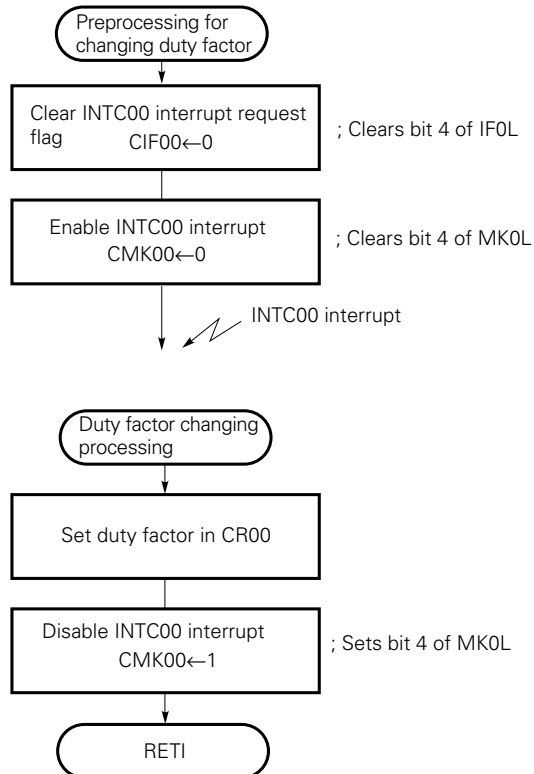 Preprocessing for
changing duty factor
Clear INTC00 interrupt request
flag CIF00←0
; Clears bit 4 of IF0L
Enable INTC00 interrupt
CMK00←0
; Clears bit 4 of MK0L
INTC00 interrupt
Duty factor changing
processing
Set duty factor in CR00
Disable INTC00 interrupt
CMK00←1
; Sets bit 4 of MK0L
RETI